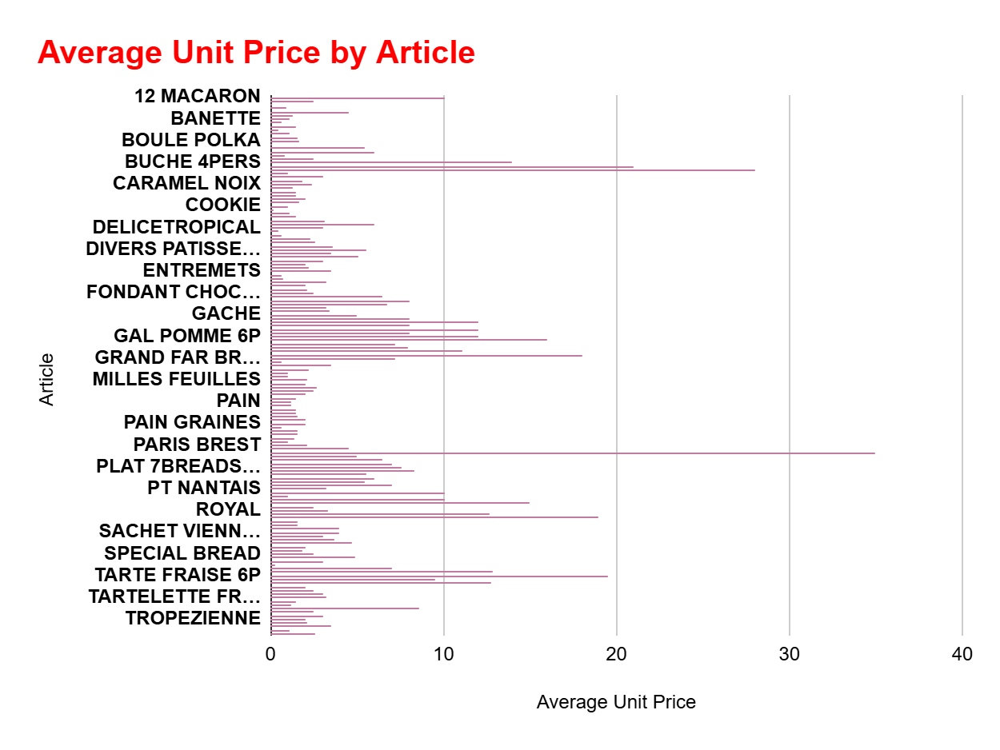 Average Unit Price by Article
12 MACARON
BANETTE
BOULE POLKA
BUCHE 4PERS
CARAMEL NOIX
COOKIE
DELICETROPICAL
DIVERS PATISSE…
ENTREMETS
FONDANT CHOC…
GACHE
GAL POMME 6P
GRAND FAR BR…
MILLES FEUILLES
PAIN
PAIN GRAINES
PARIS BREST
PLAT 7BREADS…
PT NANTAIS
ROYAL
SACHET VIENN…
SPECIAL BREAD
TARTE FRAISE 6P
TARTELETTE FR…
TROPEZIENNE
Article
0 10 20 30 40
Average Unit Price